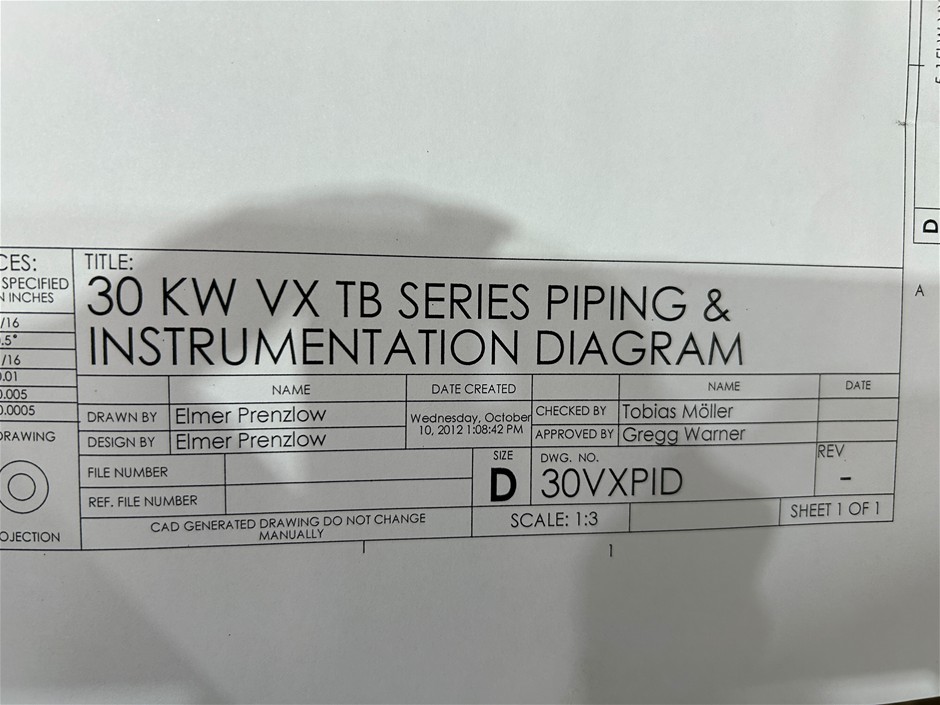 CES:
SPECIFIED
N INCHES
/16
.5°
/16
0.01
0.005
0.0005
DRAWING
OJECTION
TITLE:
30 KW VX TB SERIES PIPING &
INSTRUMENTATION DIAGRAM
NAME
DATE CREATED
NAME
DATE
DRAWN BY Elmer Prenzlow
DESIGN BY Elmer Prenzlow
Wednesday, October
10, 2012 1:08:42 PM
CHECKED BY Tobias Möller
APPROVED BY Gregg Warner
FILE NUMBER
REF. FILE NUMBER
SIZE
D
DWG. NO.
30VXPID
REV
-
CAD GENERATED DRAWING DO NOT CHANGE
MANUALLY
SCALE: 1:3
SHEET 1 OF 1
1
A
D